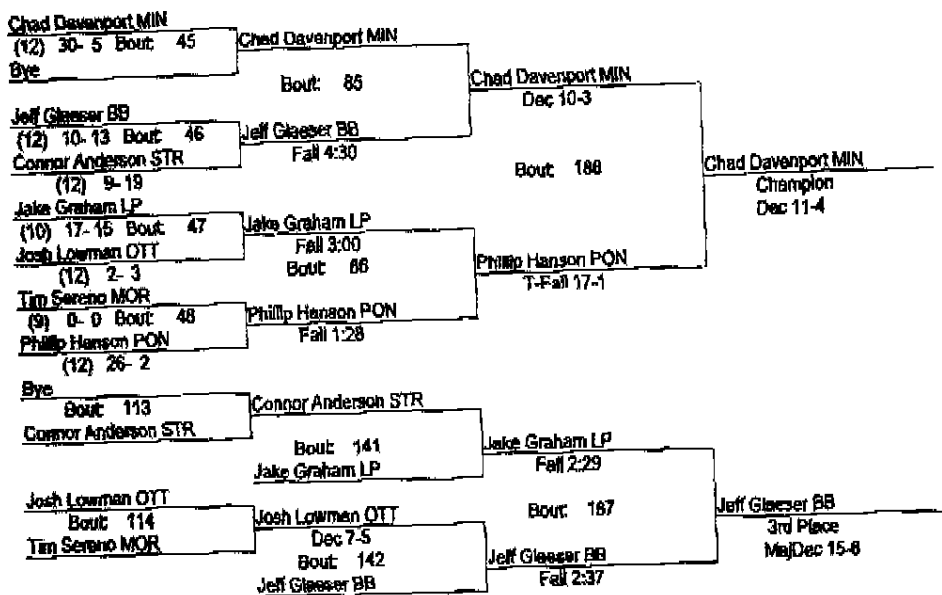 Chad Davenport MIN
(12) 30- 5 Bout: 45
Bye
Chad Davenport MIN
Bout: 85
Jeff Glaeser BB
(12) 10- 13 Bout: 46
Connor Anderson STR
(12) 9- 19
Jeff Glaeser BB
Fall 4:30
Chad Davenport MIN
Dec 10-3
Jake Graham LP
(10) 17- 15 Bout: 47
Josh Lowman OTT
(12) 2- 3
Jake Graham LP
Fall 3:00
Bout: 86
Tim Sereno MOR
(9) 0- 0 Bout: 48
Phillip Hanson PON
(12) 26- 2
Phillip Hanson PON
Fall 1:28
Phillip Hanson PON
T-Fall 17-1
Bout: 188
Chad Davenport MIN
Champion
Dec 11-4
Bye
Bout: 113
Connor Anderson STR
Connor Anderson STR
Bout: 141
Jake Graham LP
Jake Graham LP
Fall 2:29
Josh Lowman OTT
Bout: 114
Tim Sereno MOR
Josh Lowman OTT
Dec 7-5
Bout: 142
Jeff Glaeser BB
Jeff Glaeser BB
Fall 2:37
Bout: 187
Jeff Glaeser BB
3rd Place
MajDec 15-6